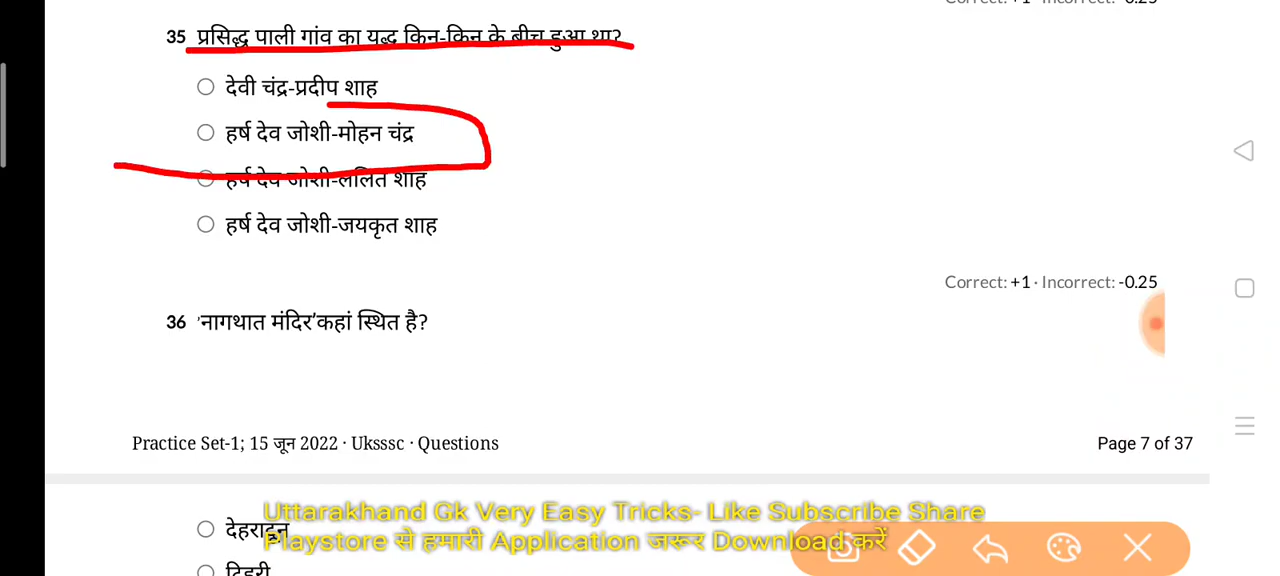 Correct: +1 · Incorrect: -0.25
35 प्रसिद्ध पाली गांव का युद्ध किन-किन के बीच हुआ था?
देवी चंद्र-प्रदीप शाह
हर्ष देव जोशी-मोहन चंद्र
हर्ष देव जोशी-ललित शाह
हर्ष देव जोशी-जयकृत शाह
Correct: +1 · Incorrect: -0.25
36 'नागथात मंदिर'कहां स्थित है?
Practice Set-1; 15 जून 2022 · Uksssc · Questions
Page 7 of 37
Uttarakhand Gk Very Easy Tricks- Like Subscribe Share
देहरादून
Playstore से हमारी Application जरूर Download करें
टिहरी